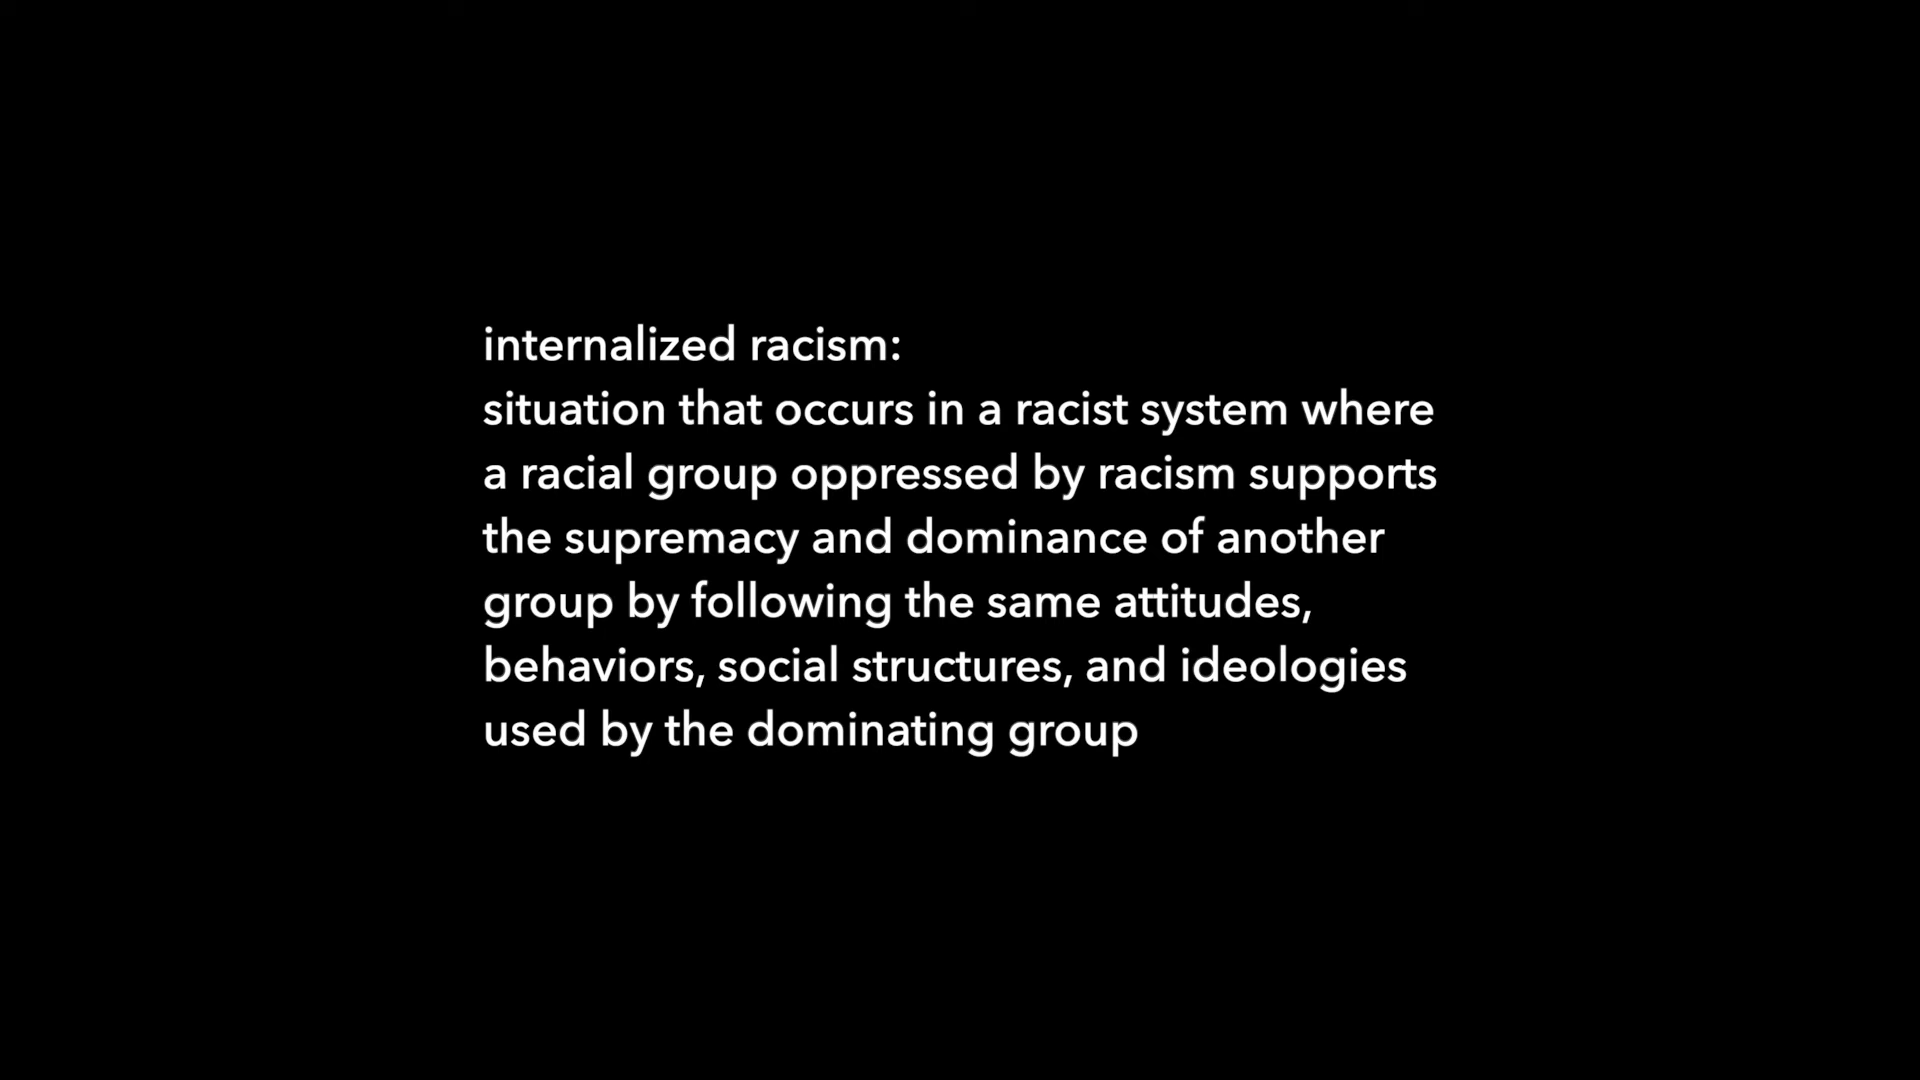 internalized racism:
situation that occurs in a racist system where
a racial group oppressed by racism supports
the supremacy and dominance of another
group by following the same attitudes,
behaviors, social structures, and ideologies
used by the dominating group